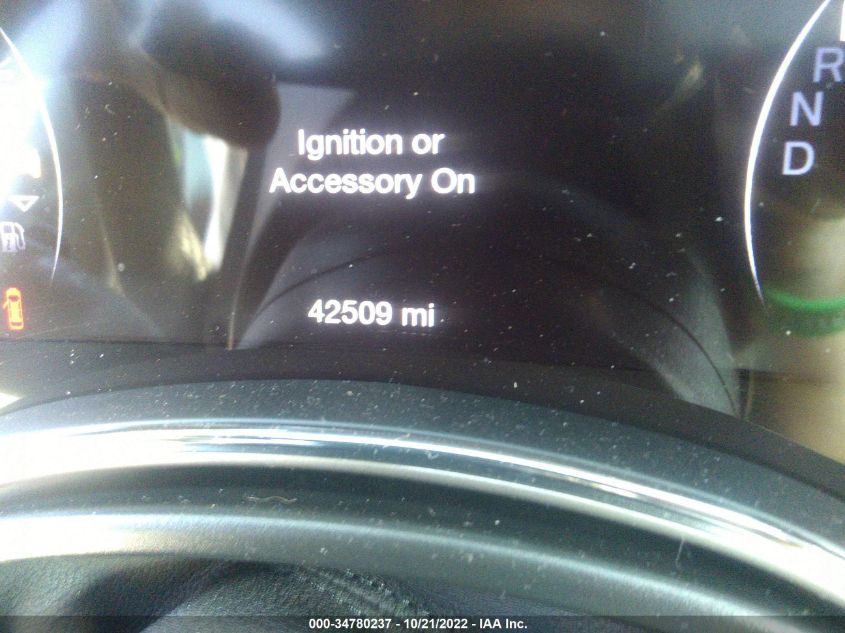 Ignition or
Accessory On
42509 mi
R
N
D
000-34780237 - 10/21/2022 - IAA Inc.